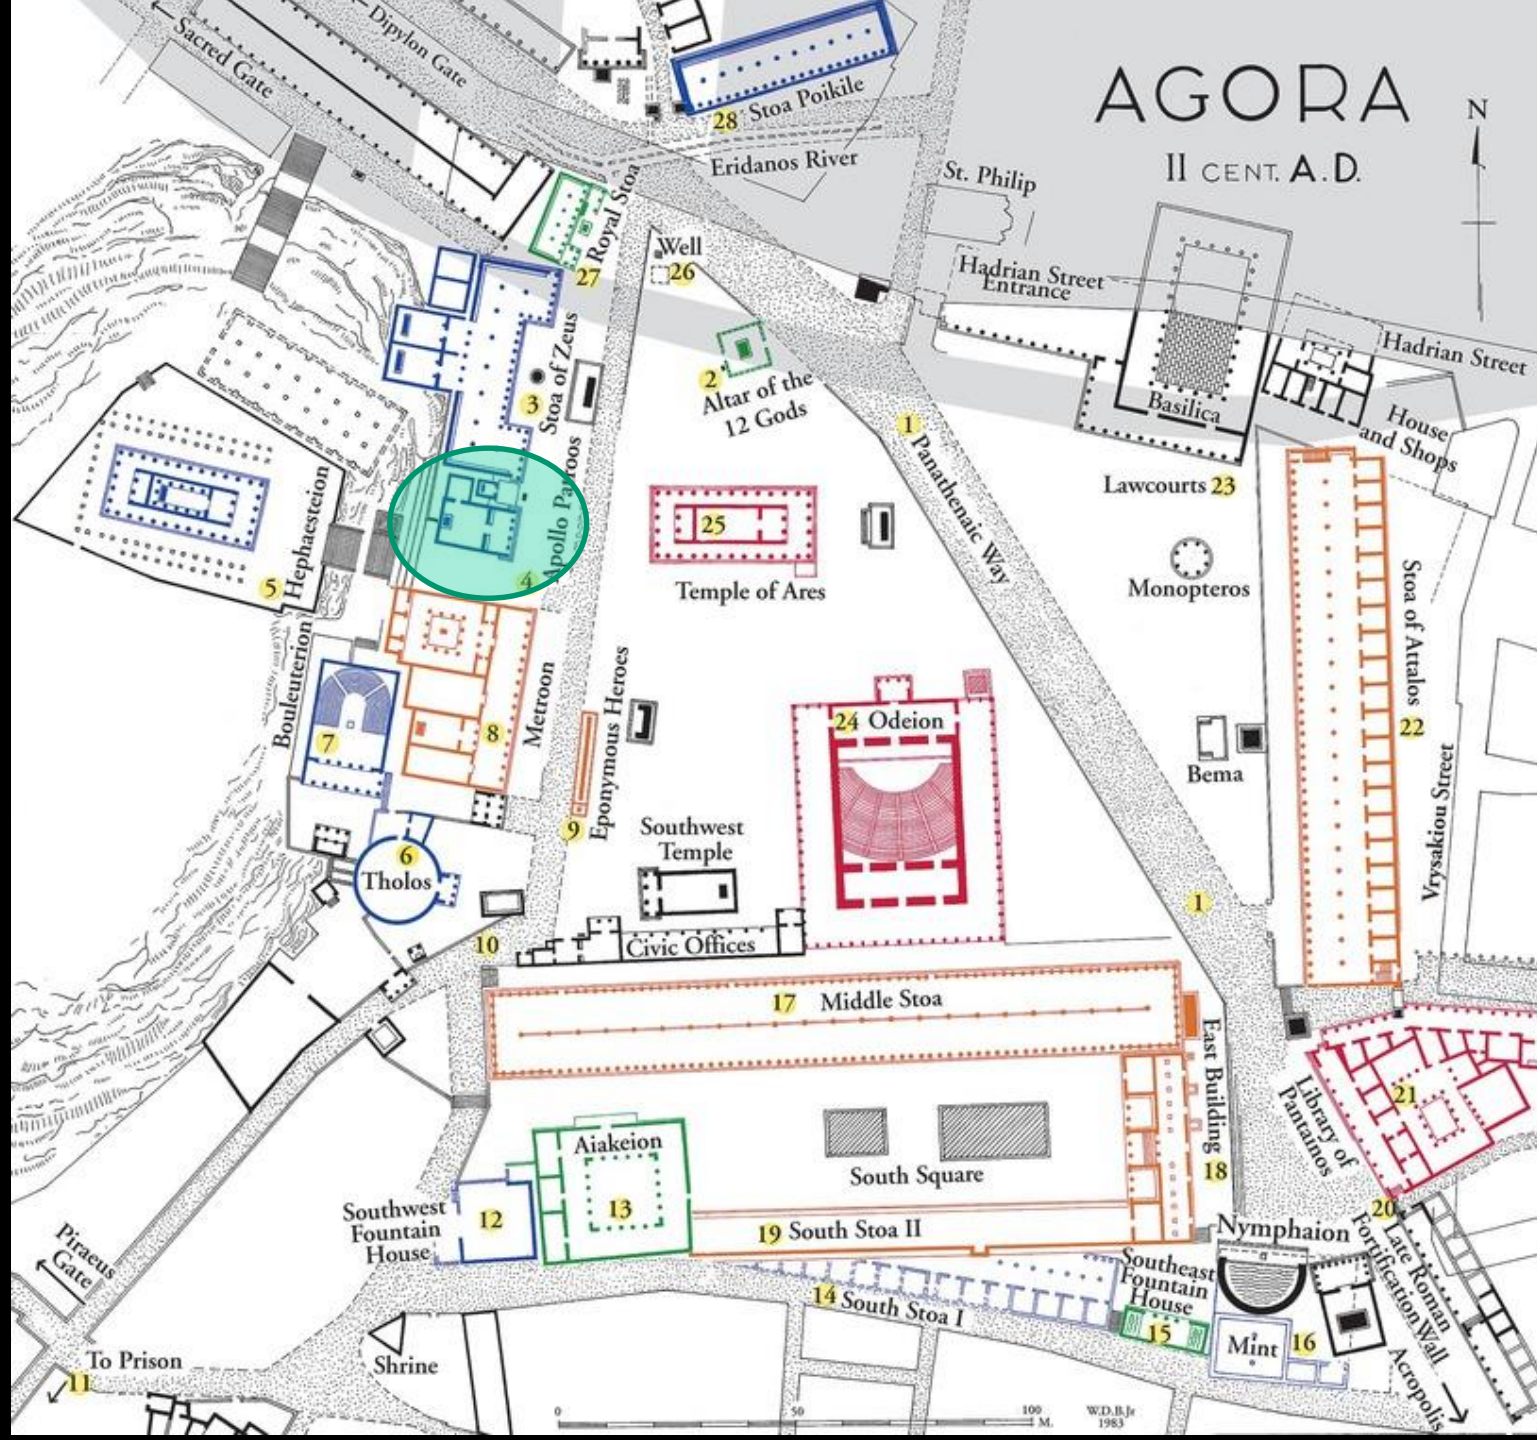 AGORA
II CENT. A.D.
N
Sacred Gate
Dipylon Gate
28 Stoa Poikile
Eridanos River
St. Philip
Royal Stoa
27
Well
26
Hadrian Street
Entrance
Hadrian Street
2
Altar of the
12 Gods
3
Stoa of Zeus
1
Panathenaic Way
Basilica
House
and Shops
Lawcourts 23
Apollo Patroos
4
5
Hephaesteion
25
Temple of Ares
Monopteros
Stoa of Attalos
22
Bouleuterion
7
8
Metroon
9
Eponymous Heroes
24 Odeion
Bema
Vrysakiou Street
6
Tholos
Southwest
Temple
1
10
Civic Offices
17 Middle Stoa
East Building
18
Library of
Pantainos
21
Aiakeion
13
South Square
Southwest
Fountain
House
12
19 South Stoa II
20
Nymphaion
Late Roman
Fortification Wall
Piraeus
Gate
14 South Stoa I
Southeast
Fountain
House
15
Mint
16
To Prison
11
Shrine
Acropolis
0 50 100 M.
W.D.B.Jr
1983